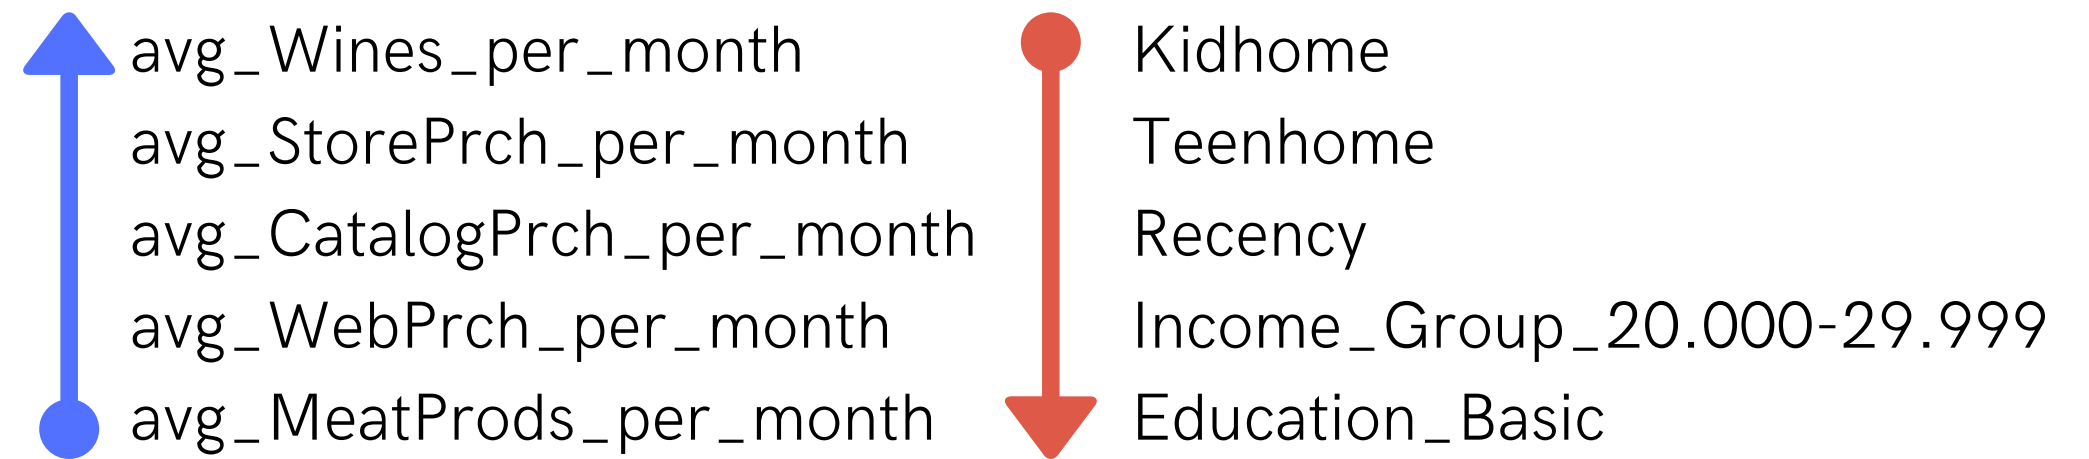 avg_Wines_per_month
avg_StorePrch_per_month
avg_CatalogPrch_per_month
avg_WebPrch_per_month
avg_MeatProds_per_month
Kidhome
Teenhome
Recency
Income_Group_20.000-29.999
Education_Basic